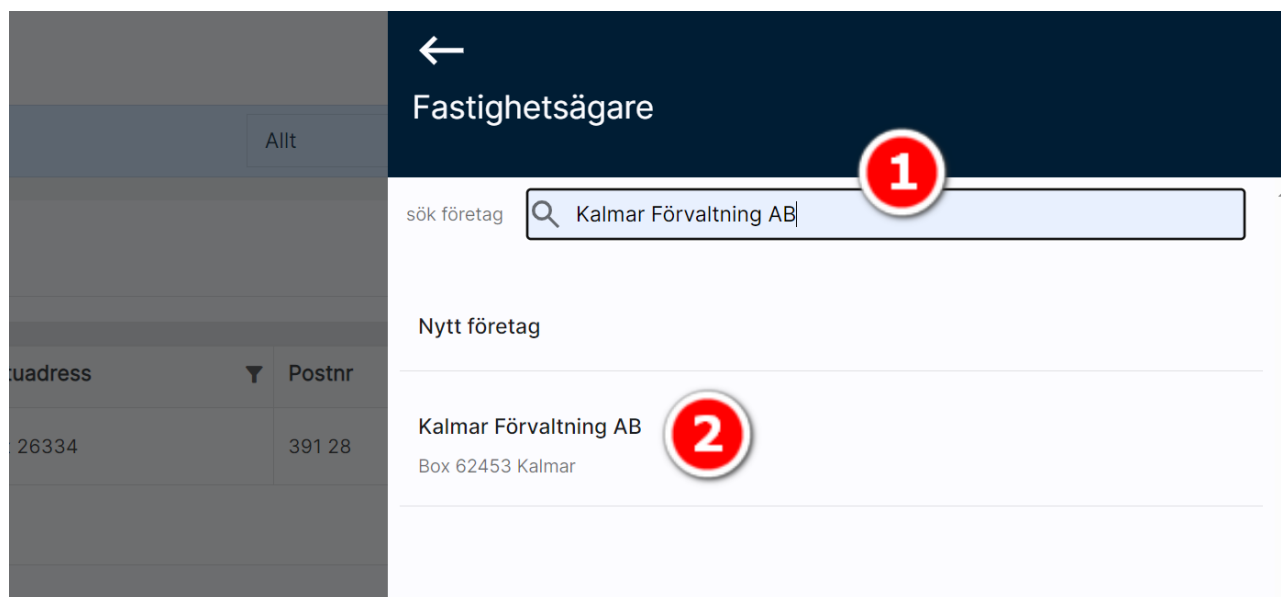 Fastighetsägare
Allt
1
sök företag Kalmar Förvaltning AB
Nytt företag
tuadress Postnr
Kalmar Förvaltning AB
2
26334 391 28
Box 62453 Kalmar